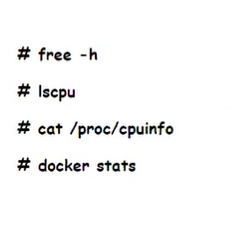 # free -h
# lscpu
# cat /proc/cpuinfo
# docker stats